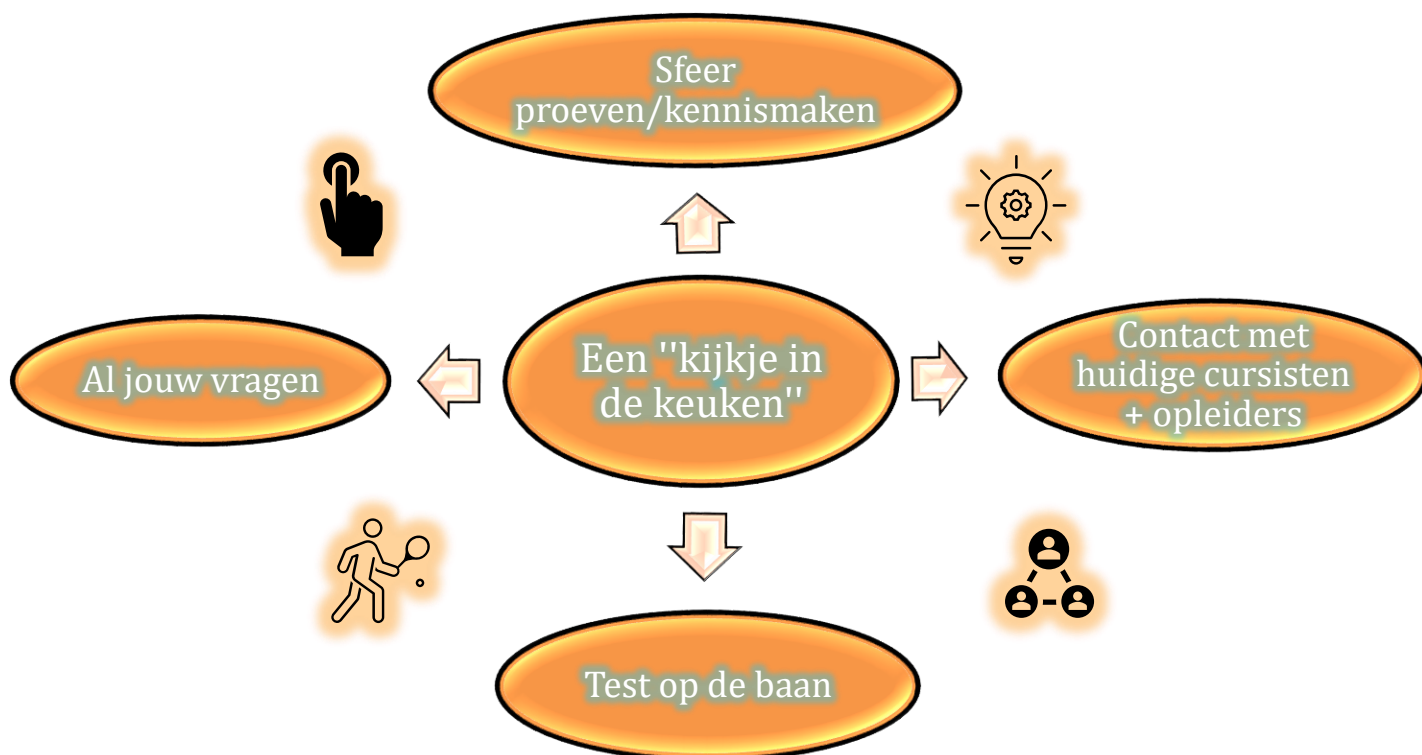 Sfeer
proeven/kennismaken
Een ''kijkje in
de keuken''
Al jouw vragen
Contact met
huidige cursisten
+ opleiders
Test op de baan